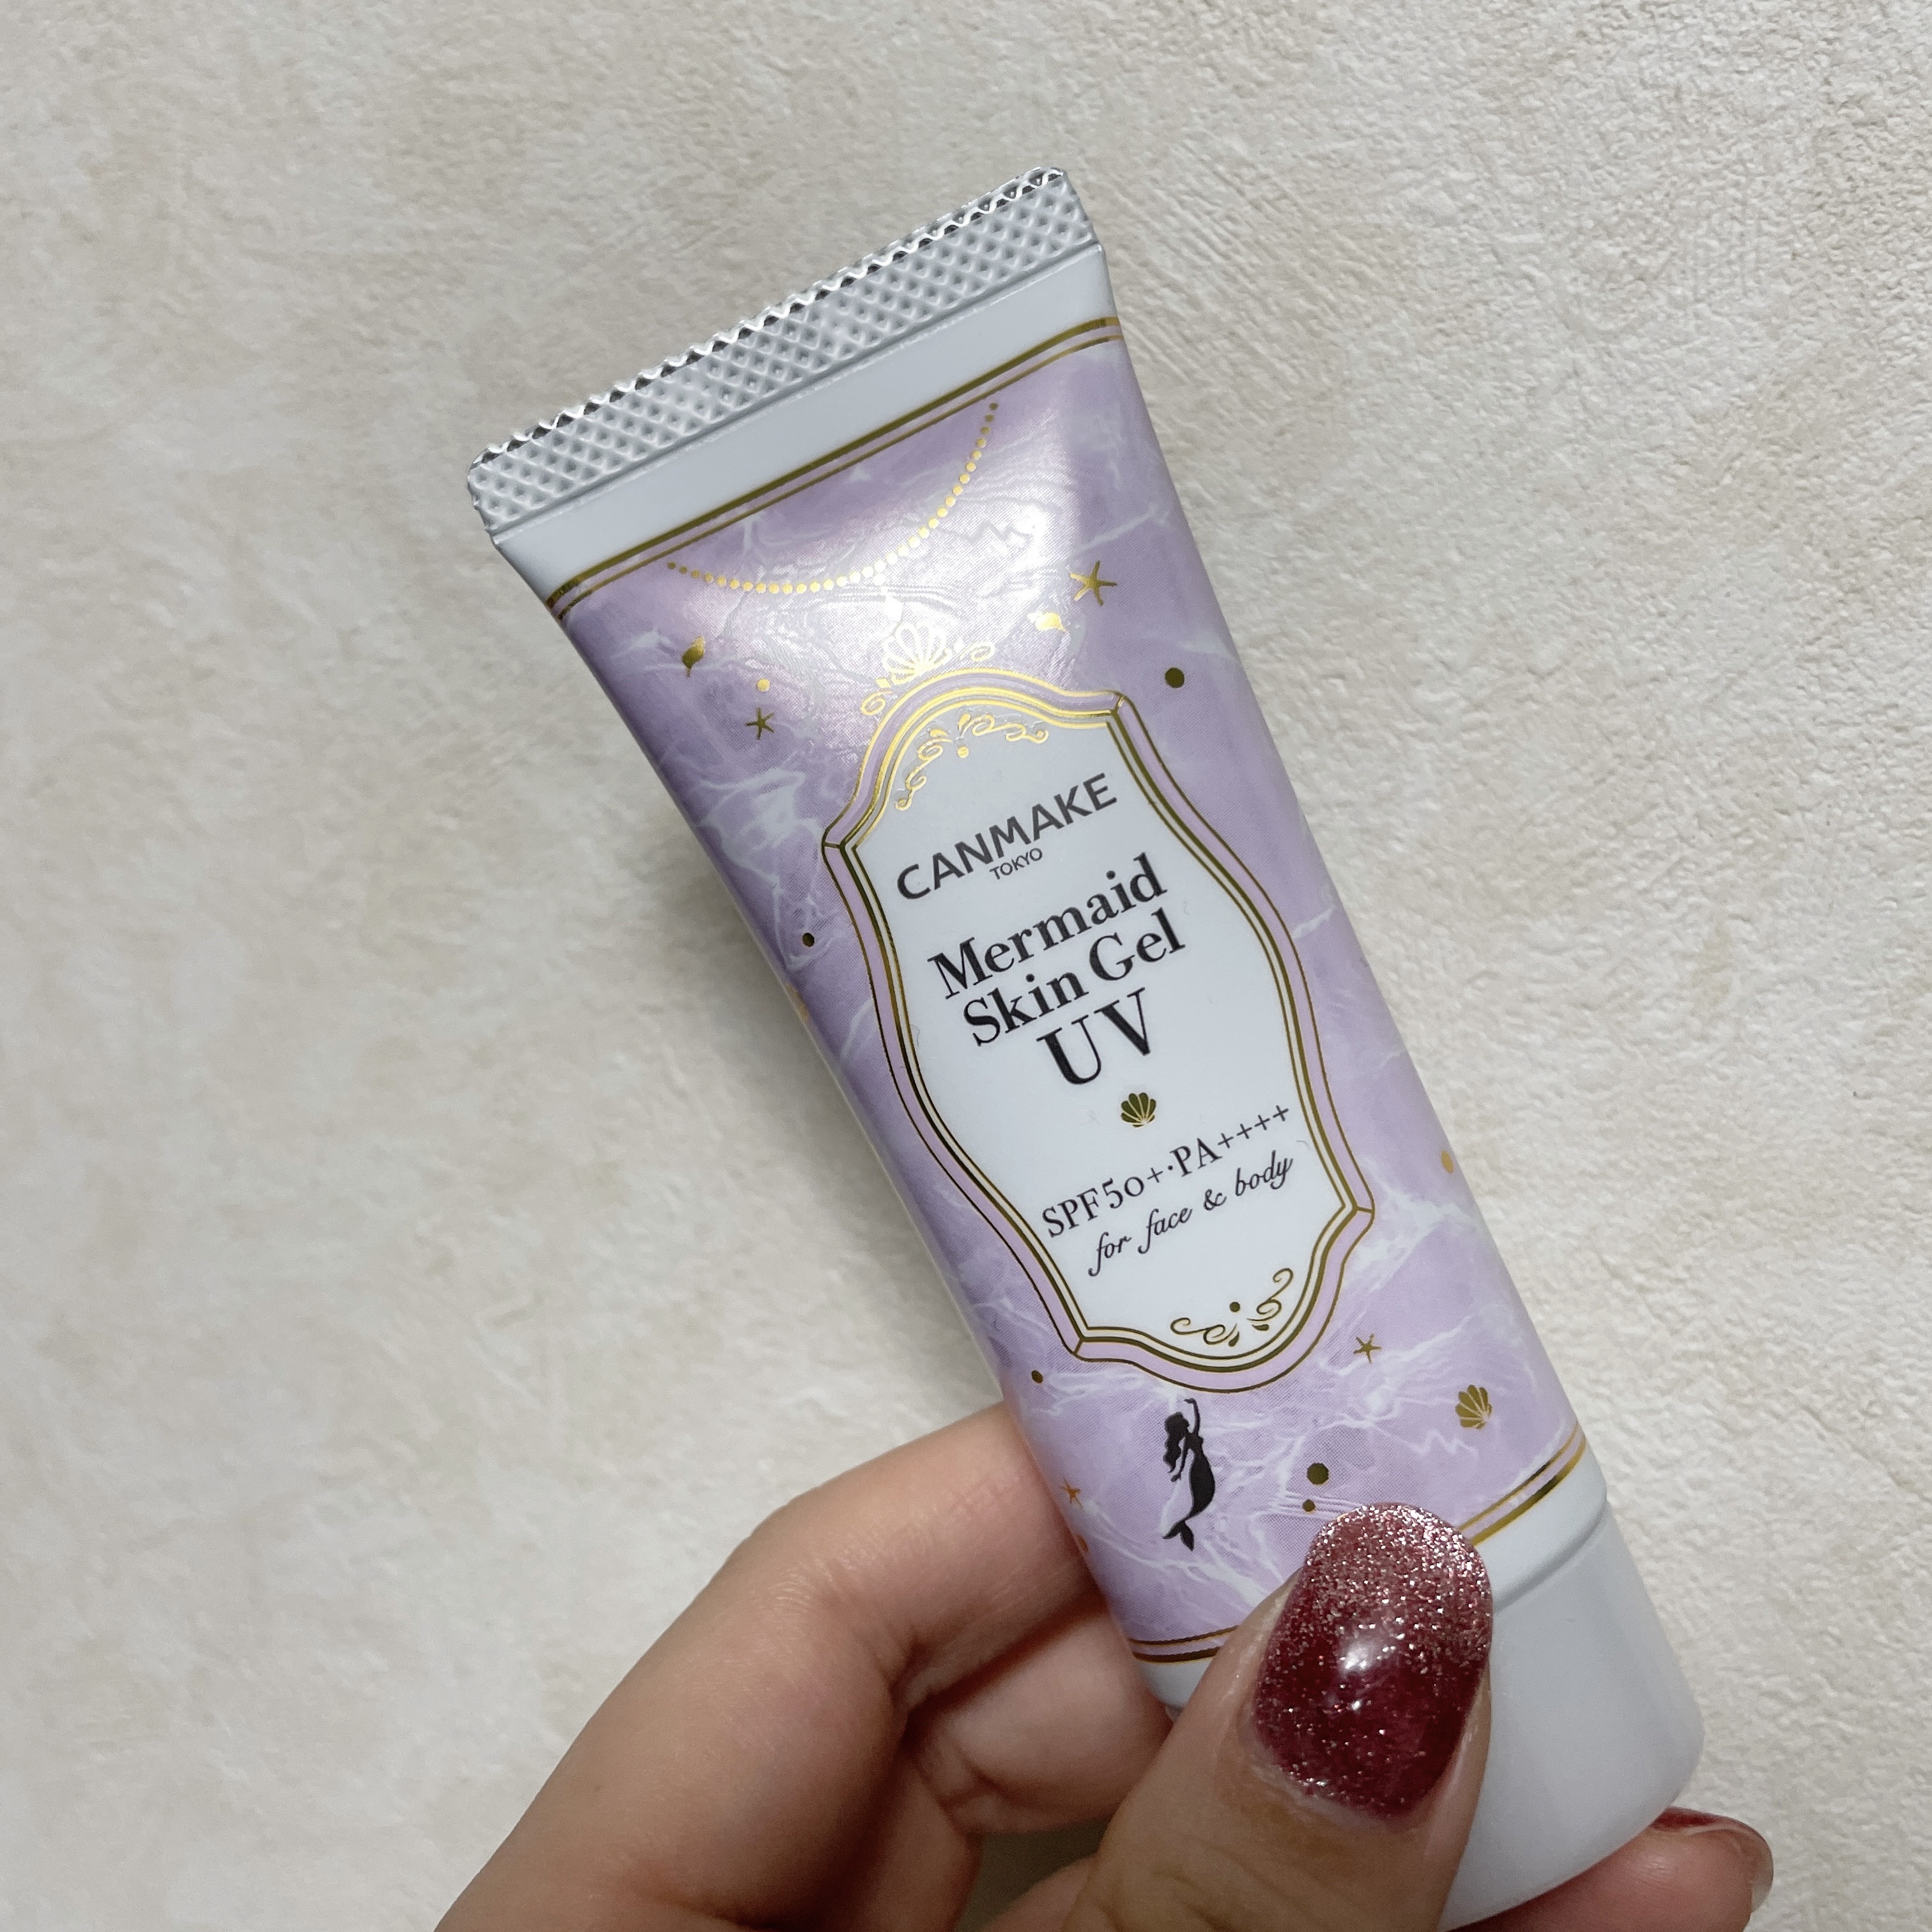 CANMAKE
TOKYO
Mermaid
Skin Gel
UV
SPF50+·PA++++
for face & body